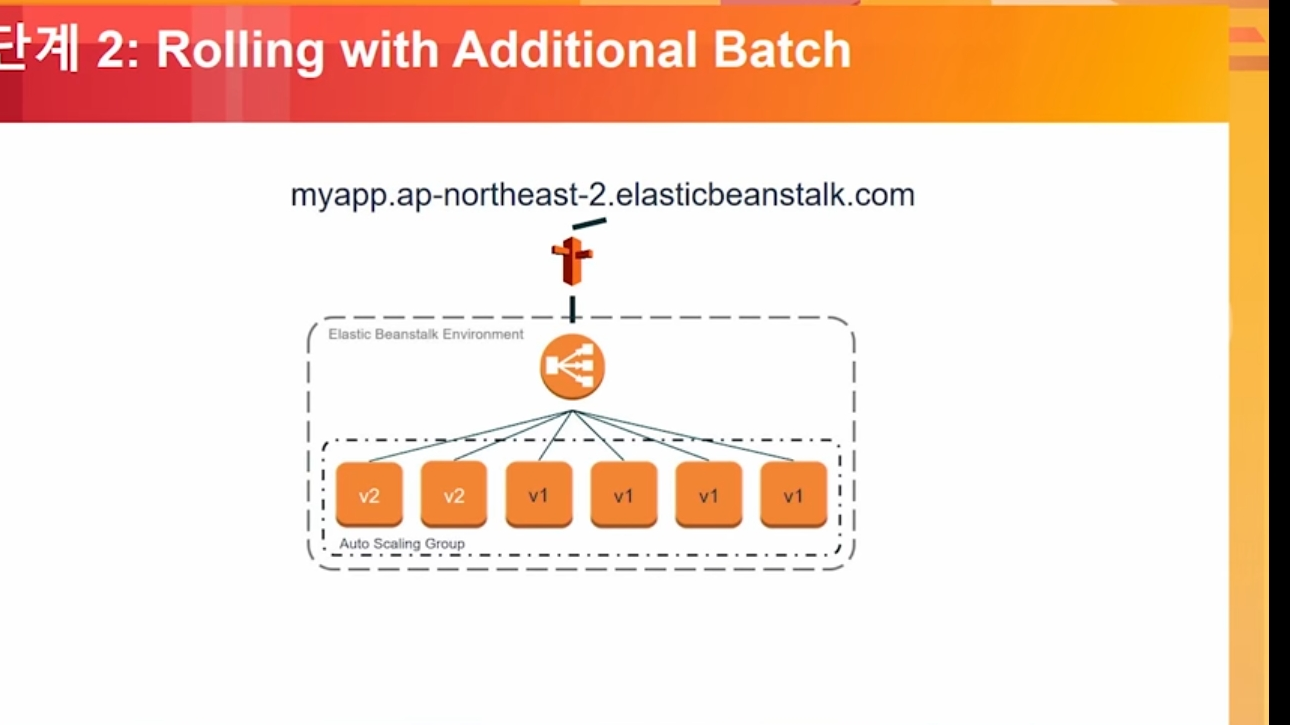 단계 2: Rolling with Additional Batch
myapp.ap-northeast-2.elasticbeanstalk.com
Elastic Beanstalk Environment
v2 v2 v1 v1 v1 v1
Auto Scaling Group